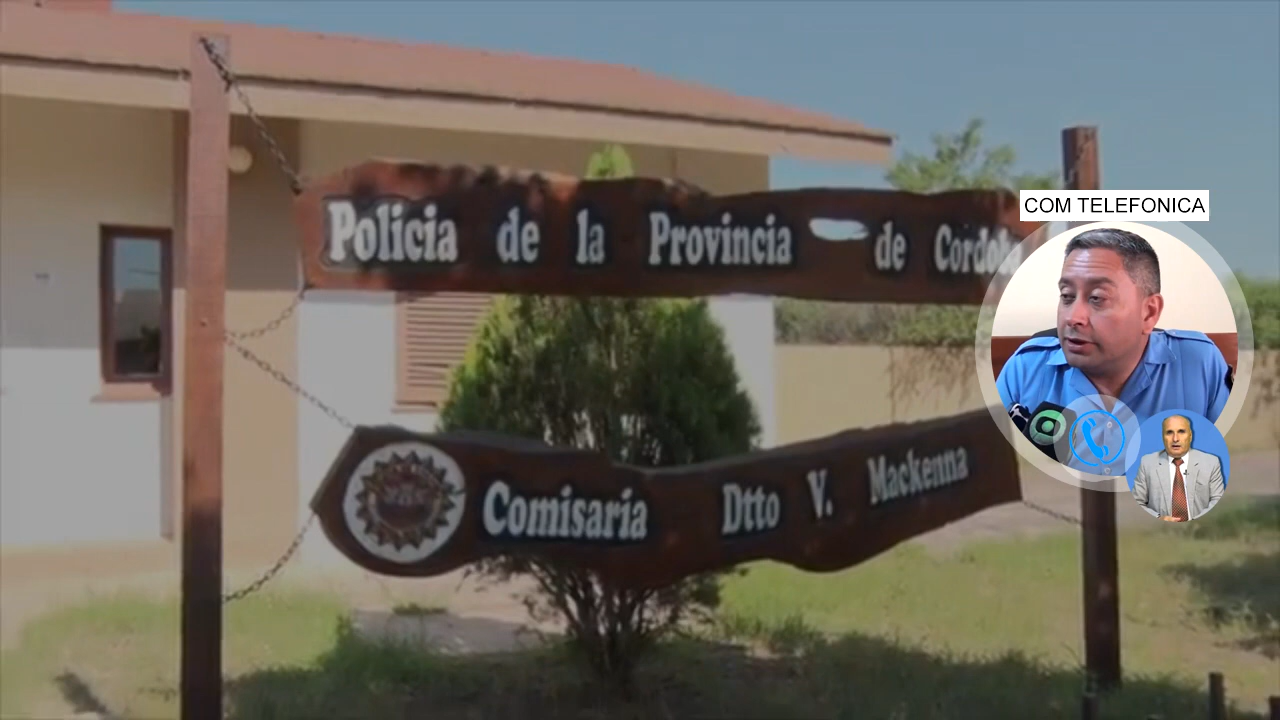 Policia de la Provincia de Cordoba
COM TELEFONICA
Comisaria Dtto V. Mackenna